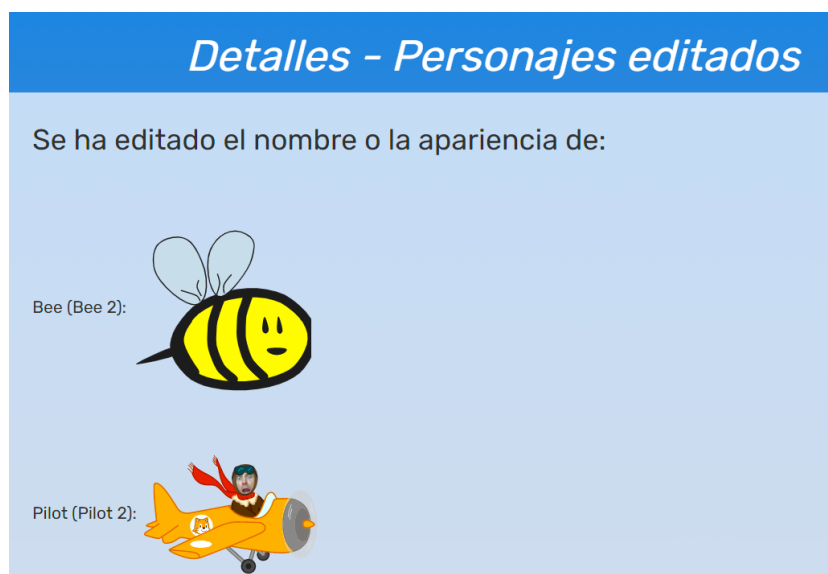 Detalles - Personajes editados
Se ha editado el nombre o la apariencia de:
Bee (Bee 2):
Pilot (Pilot 2):